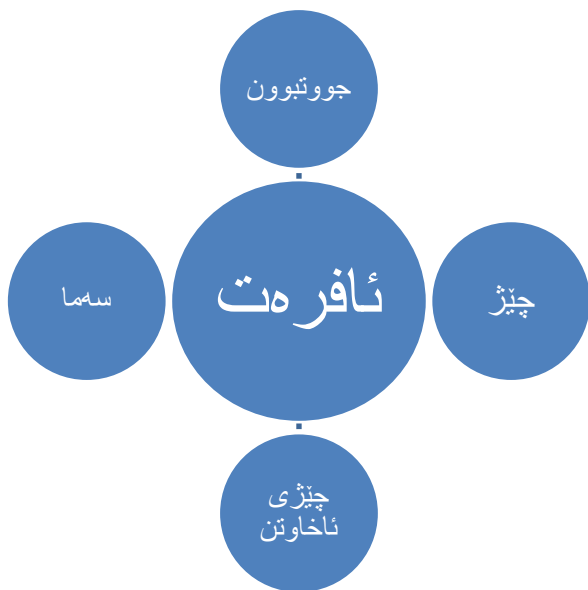 جووتبوون
ئافرەت
چێژ
سەما
چێژی
ئاخاوتن